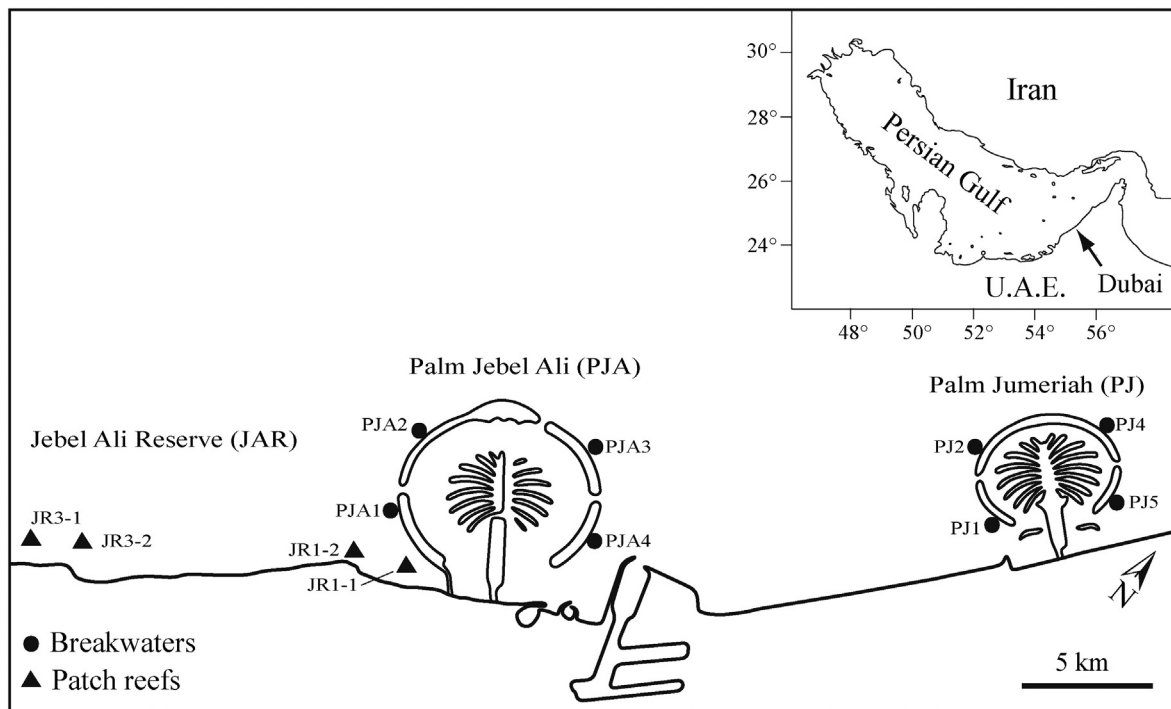 30°
28°
26°
24°
Iran
Persian Gulf
U.A.E.
Dubai
48° 50° 52° 54° 56°
Palm Jebel Ali (PJA)
Palm Jumeriah (PJ)
Jebel Ali Reserve (JAR)
PJA2
PJA3
PJA1
PJA4
PJ4
PJ2
PJ5
PJ1
JR3-1
JR3-2
JR1-2
JR1-1
N
Breakwaters
Patch reefs
5 km